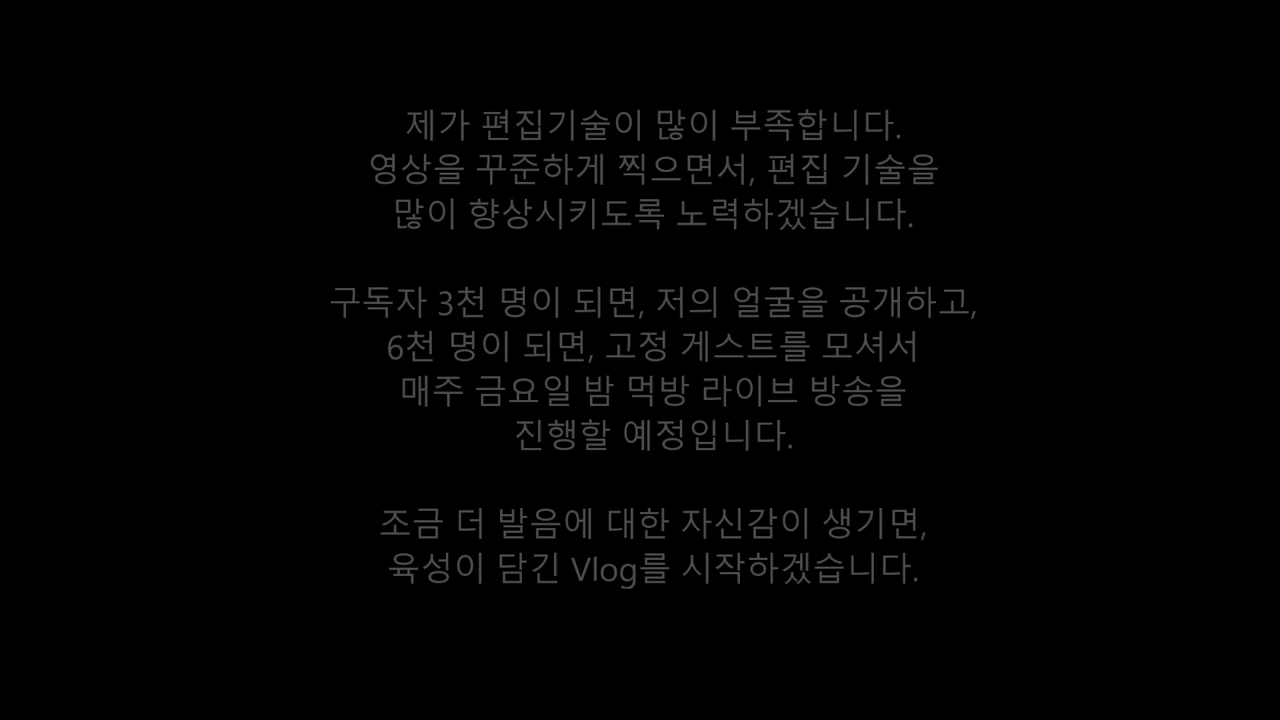 제가 편집기술이 많이 부족합니다.
영상을 꾸준하게 찍으면서, 편집 기술을
많이 향상시키도록 노력하겠습니다.
구독자 3천 명이 되면, 저의 얼굴을 공개하고,
6천 명이 되면, 고정 게스트를 모셔서
매주 금요일 밤 먹방 라이브 방송을
진행할 예정입니다.
조금 더 발음에 대한 자신감이 생기면,
육성이 담긴 Vlog를 시작하겠습니다.